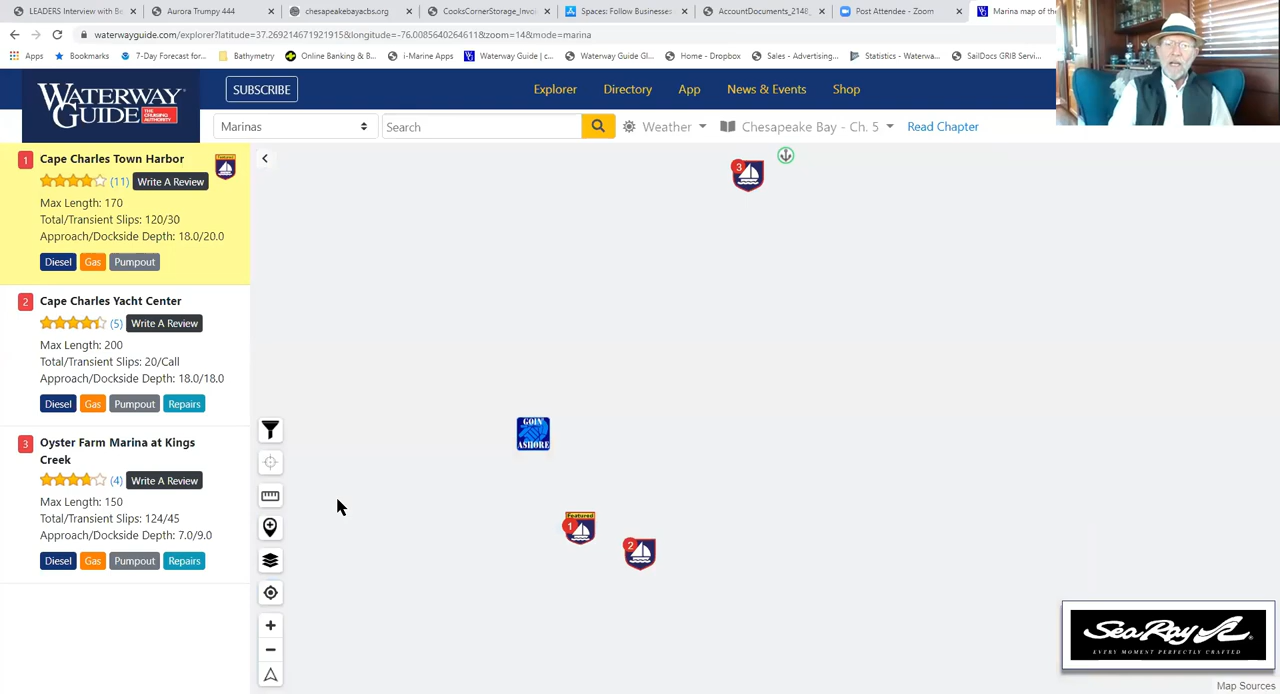 LEADERS Interview with Be
Aurora Trumpy 444
chesapeakebayacbs.org
CooksCornerStorage_Invoi
Spaces: Follow Businesses
AccountDocuments_2148_
Post Attendee - Zoom
Marina map of the
waterwayguide.com/explorer?latitude=37.26921467192191&longitude=-76.00856402646118&zoom=14&mode=marina
Apps
Bookmarks
7-Day Forecast for...
Bathymetry
Online Banking & B...
i-Marine Apps
Waterway Guide | c...
Waterway Guide Gl...
Home - Dropbox
Sales - Advertising...
Statistics - Waterwa...
SailDocs GRIB Servi...
WATERWAY GUIDE THE CRUISING AUTHORITY
SUBSCRIBE
Explorer
Directory
App
News & Events
Shop
Marinas
Search
Weather
Chesapeake Bay - Ch. 5
Read Chapter
1 Cape Charles Town Harbor
(11) Write A Review
Max Length: 170
Total/Transient Slips: 120/30
Approach/Dockside Depth: 18.0/20.0
Diesel Gas Pumpout
2 Cape Charles Yacht Center
(5) Write A Review
Max Length: 200
Total/Transient Slips: 20/Call
Approach/Dockside Depth: 18.0/18.0
Diesel Gas Pumpout Repairs
3 Oyster Farm Marina at Kings
Creek
(4) Write A Review
Max Length: 150
Total/Transient Slips: 124/45
Approach/Dockside Depth: 7.0/9.0
Diesel Gas Pumpout Repairs
3
GOIN'
ASHORE
Featured
1
2
Sea Ray
EVERY MOMENT PERFECTLY CRAFTED
Map Sources